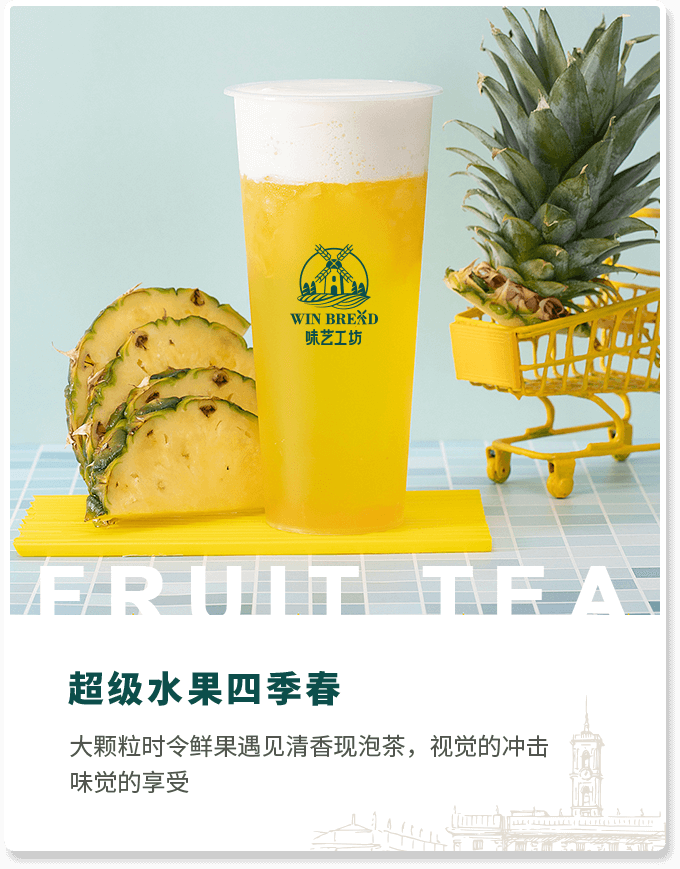 WIN BREAD
味艺工坊
FRUIT TEA
超级水果四季春
大颗粒时令鲜果遇见清香现泡茶，视觉的冲击
味觉的享受